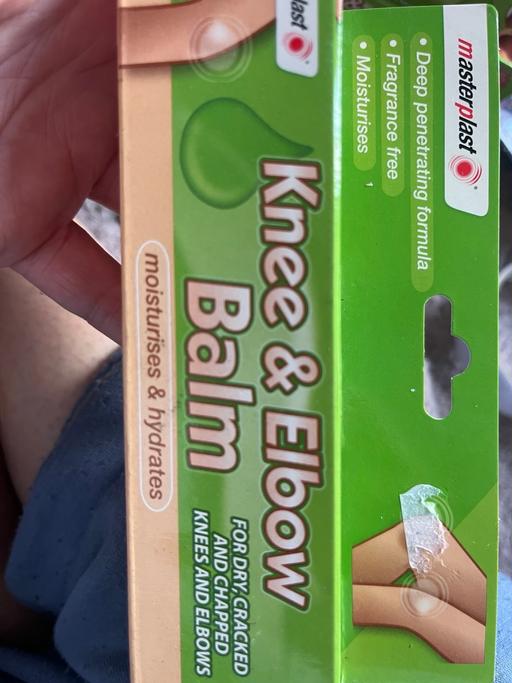 masterplast
• Deep penetrating formula
• Fragrance free
• Moisturises
last
Knee & Elbow
Balm
FOR DRY, CRACKED
AND CHAPPED
KNEES AND ELBOWS
moisturises & hydrates